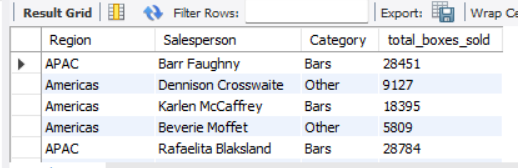 Result Grid Filter Rows: Export: Wrap Ce
Region Salesperson Category total_boxes_sold
APAC Barr Faughny Bars 28451
Americas Dennison Crosswaite Other 9127
Americas Karlen McCaffrey Bars 18395
Americas Beverie Moffet Other 5809
APAC Rafaelita Blaksland Bars 28784